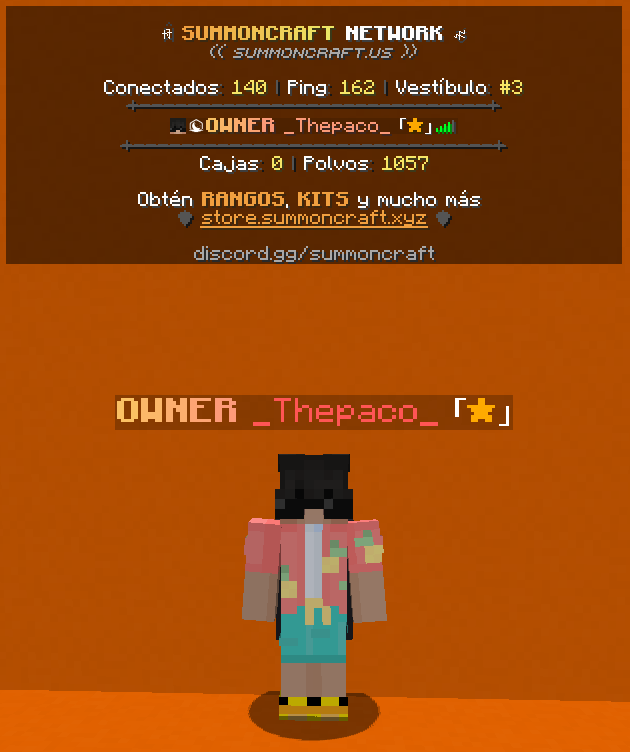 SUMMONCRAFT NETWORK
(( SUMMONCRAFT.US ))
Conectados: 140 | Ping: 162 | Vestíbulo: #3
OWNER _Thepaco_ 「★」
Cajas: 0 | Polvos: 1057
Obtén RANGOS, KITS y mucho más
store.summoncraft.xyz
discord.gg/summoncraft
OWNER _Thepaco_ 「★」